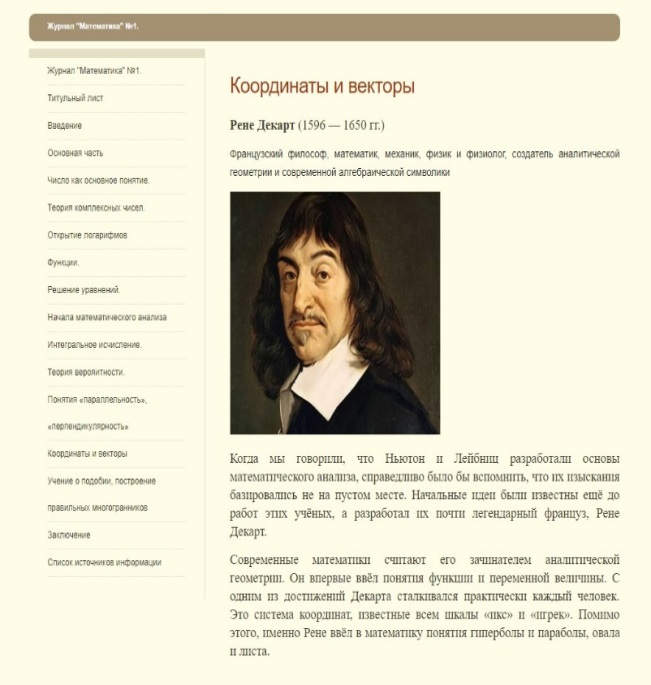 Журнал "Математика" №1.
Журнал "Математика" №1.
Титульный лист
Введение
Основная часть
Число как основное понятие.
Теория комплексных чисел.
Открытие логарифмов
Функции.
Решение уравнений.
Начала математического анализа
Интегральное исчисление.
Теория вероятности.
Понятия «параллельность»,
«перпендикулярность»
Координаты и векторы
Учение о подобии, построение
правильных многогранников
Заключение
Список источников информации
Координаты и векторы
Рене Декарт (1596 — 1650 гг.)
Французский философ, математик, механик, физик и физиолог, создатель аналитической
геометрии и современной алгебраической символики
Когда мы говорили, что Ньютон и Лейбниц разработали основы
математического анализа, справедливо было бы вспомнить, что их изыскания
базировались не на пустом месте. Начальные идеи были известны ещё до
работ этих учёных, а разработал их почти легендарный француз, Рене
Декарт.
Современные математики считают его зачинателем аналитической
геометрии. Он впервые ввёл понятия функции и переменной величины. С
одним из достижений Декарта сталкивался практически каждый человек.
Это система координат, известные всем шкалы «икс» и «игрек». Помимо
этого, именно Рене ввёл в математику понятия гиперболы и параболы, овала
и листа.